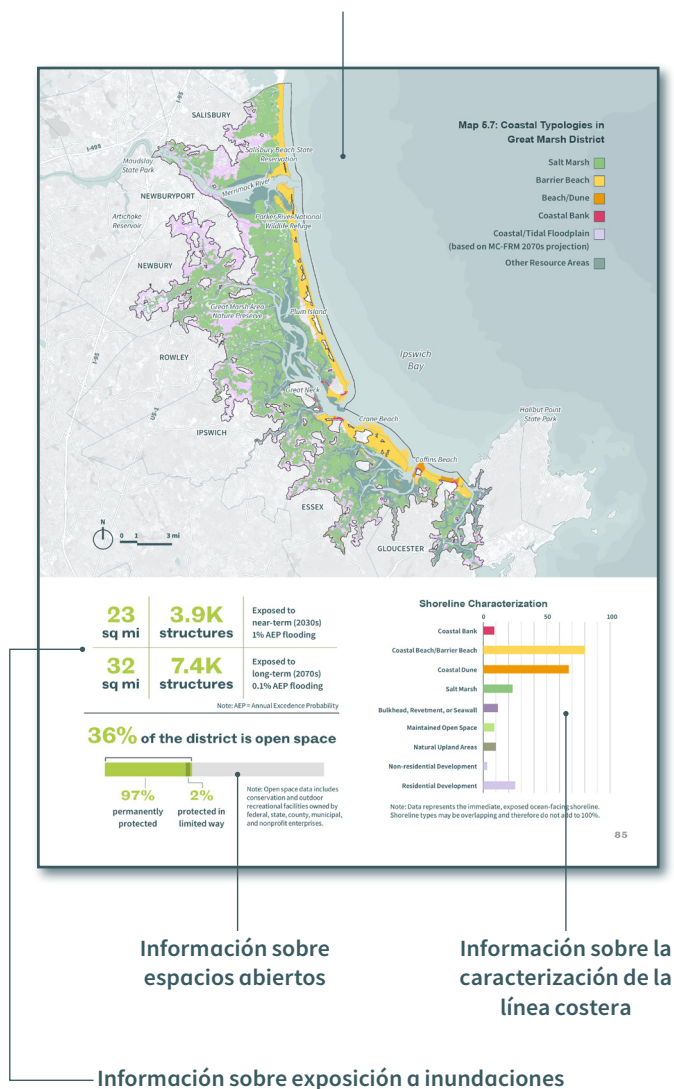 Map 5.7: Coastal Typologies in
Great Marsh District
Salt Marsh
Barrier Beach
Beach/Dune
Coastal Bank
Coastal/Tidal Floodplain
(based on MC-FRM 2070s projection)
Other Resource Areas
SALISBURY
I-95
I-495
Salisbury Beach State
Reservation
Maudslay
State Park
Merrimack River
NEWBURYPORT
Artichoke
Reservoir
Parker River National
Wildlife Refuge
NEWBURY
Great Marsh Area
Nature Preserve
Plum Island
ROWLEY
I-95
US-1
Ipswich
Bay
Great Neck
IPSWICH
Crane Beach
Halibut Point
State Park
Coffins Beach
ESSEX
GLOUCESTER
N
0 1 3 mi
23
sq mi
3.9K
structures
Exposed to
near-term (2030s)
1% AEP flooding
32
sq mi
7.4K
structures
Exposed to
long-term (2070s)
0.1% AEP flooding
Note: AEP = Annual Excedence Probability
36% of the district is open space
97%
permanently
protected
2%
protected in
limited way
Note: Open space data includes
conservation and outdoor
recreational facilities owned by
federal, state, county, municipal,
and nonprofit enterprises.
Shoreline Characterization
0 50 100
Coastal Bank
Coastal Beach/Barrier Beach
Coastal Dune
Salt Marsh
Bulkhead, Revetment, or Seawall
Maintained Open Space
Natural Upland Areas
Non-residential Development
Residential Development
Note: Data represents the immediate, exposed ocean-facing shoreline.
Shoreline types may be overlapping and therefore do not add to 100%.
85
Información sobre
espacios abiertos
Información sobre la
caracterización de la
línea costera
Información sobre exposición a inundaciones